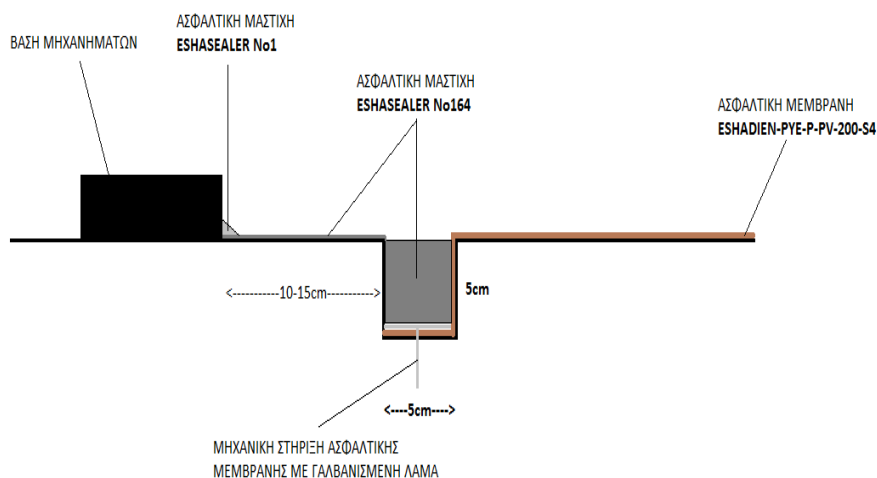 ΑΣΦΑΛΤΙΚΗ ΜΑΣΤΙΧΗ
ESHASEALER No1
ΒΑΣΗ ΜΗΧΑΝΗΜΑΤΩΝ
ΑΣΦΑΛΤΙΚΗ ΜΑΣΤΙΧΗ
ESHASEALER No164
ΑΣΦΑΛΤΙΚΗ ΜΕΜΒΡΑΝΗ
ESHADIEN-PYE-P-PV-200-S4
<-----------10-15cm----------->
5cm
<----5cm---->
ΜΗΧΑΝΙΚΗ ΣΤΗΡΙΞΗ ΑΣΦΑΛΤΙΚΗΣ
ΜΕΜΒΡΑΝΗΣ ΜΕ ΓΑΛΒΑΝΙΣΜΕΝΗ ΛΑΜΑ